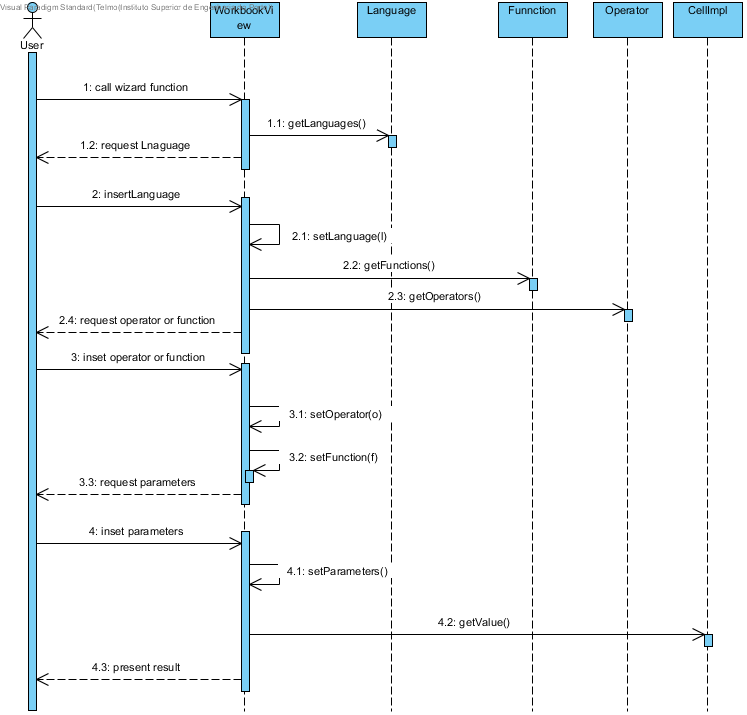 Visual Paradigm Standard(Telmo(Instituto Superior de Eng
WorkbookVi
ew
Language
Funnction
Operator
CellImpl
User
1: call wizard function
1.1: getLanguages()
1.2: request Lnaguage
2: insertLanguage
2.1: setLanguage(l)
2.2: getFunctions()
2.3: getOperators()
2.4: request operator or function
3: inset operator or function
3.1: setOperator(o)
3.2: setFunction(f)
3.3: request parameters
4: inset parameters
4.1: setParameters()
4.2: getValue()
4.3: present result